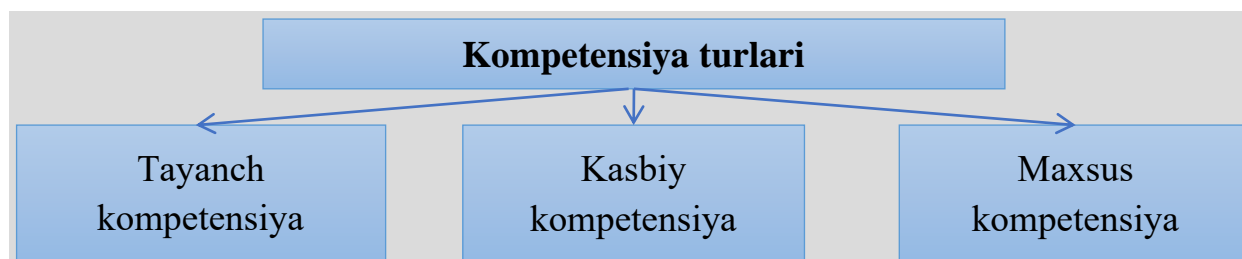 Kompetensiya turlari
Tayanch
kompetensiya
Kasbiy
kompetensiya
Maxsus
kompetensiya